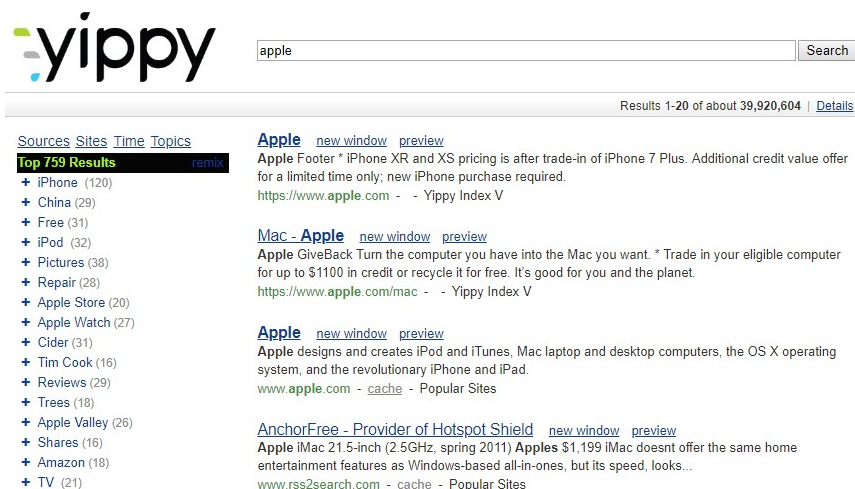 yippy
apple
Search
Results 1-20 of about 39,920,604 | Details
Sources Sites Time Topics
Top 759 Results remix
+ iPhone (120)
+ China (29)
+ Free (31)
+ iPod (32)
+ Pictures (38)
+ Repair (28)
+ Apple Store (20)
+ Apple Watch (27)
+ Cider (31)
+ Tim Cook (16)
+ Reviews (29)
+ Trees (18)
+ Apple Valley (26)
+ Shares (16)
+ Amazon (18)
+ TV (21)
Apple new window preview
Apple Footer * iPhone XR and XS pricing is after trade-in of iPhone 7 Plus. Additional credit value offer
for a limited time only; new iPhone purchase required.
https://www.apple.com - - Yippy Index V
Mac - Apple new window preview
Apple GiveBack Turn the computer you have into the Mac you want. * Trade in your eligible computer
for up to $1100 in credit or recycle it for free. It's good for you and the planet.
https://www.apple.com/mac - - Yippy Index V
Apple new window preview
Apple designs and creates iPod and iTunes, Mac laptop and desktop computers, the OS X operating
system, and the revolutionary iPhone and iPad.
www.apple.com - cache - Popular Sites
AnchorFree - Provider of Hotspot Shield new window preview
Apple iMac 21.5-inch (2.5GHz, spring 2011) Apples $1,199 iMac doesnt offer the same home
entertainment features as Windows-based all-in-ones, but its speed, looks...
www.rss2search.com - cache - Popular Sites